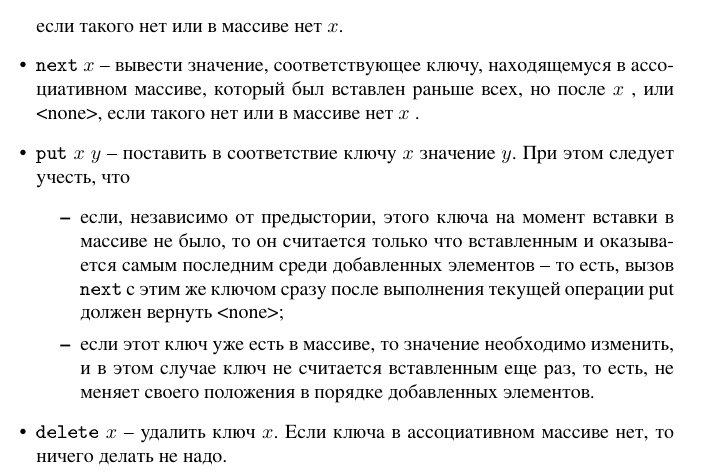 если такого нет или в массиве нет x.
• next x – вывести значение, соответствующее ключу, находящемуся в ассо-
циативном массиве, который был вставлен раньше всех, но после x , или
<none>, если такого нет или в массиве нет x .
• put x y – поставить в соответствие ключу x значение y. При этом следует
учесть, что
– если, независимо от предыстории, этого ключа на момент вставки в
массиве не было, то он считается только что вставленным и оказыва-
ется самым последним среди добавленных элементов – то есть, вызов
next с этим же ключом сразу после выполнения текущей операции put
должен вернуть <none>;
– если этот ключ уже есть в массиве, то значение необходимо изменить,
и в этом случае ключ не считается вставленным еще раз, то есть, не
меняет своего положения в порядке добавленных элементов.
• delete x – удалить ключ x. Если ключа в ассоциативном массиве нет, то
ничего делать не надо.